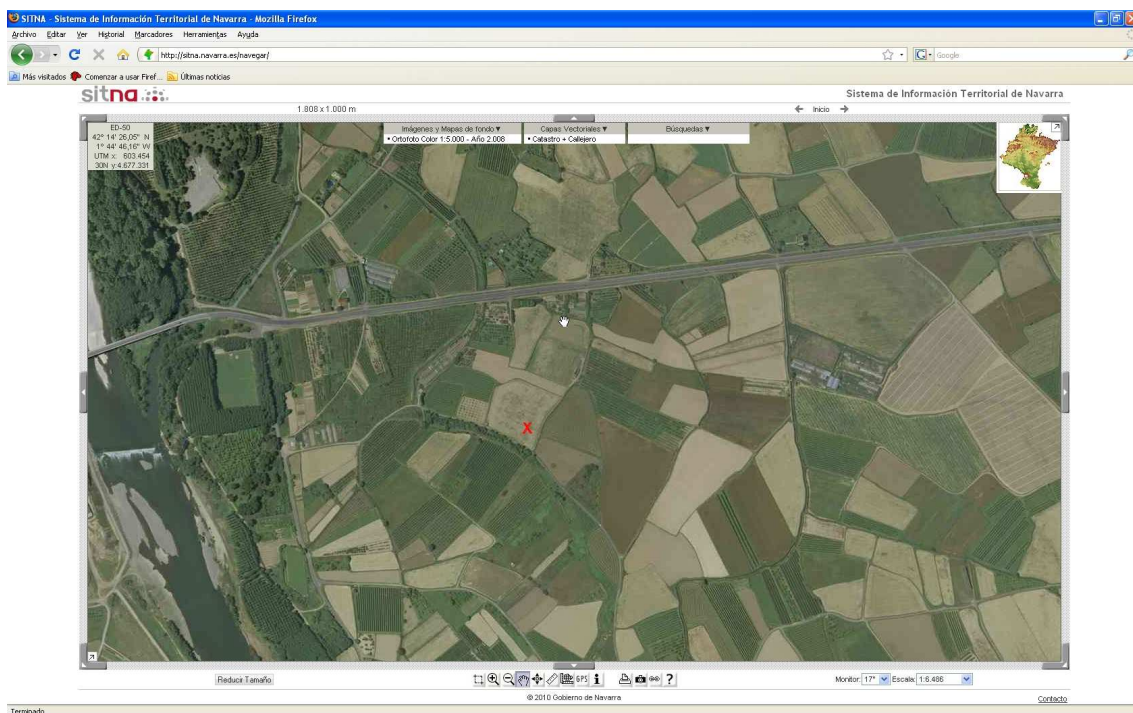 SITNA - Sistema de Información Territorial de Navarra - Mozilla Firefox
Archivo Editar Ver Historial Marcadores Herramientas Ayuda
http://sitna.navarra.es/navegar/
Google
Más visitados Comenzar a usar Firef... Últimas noticias
sitna
Sistema de Información Territorial de Navarra
1.808 x 1.000 m
Inicio
ED-50
42° 14' 26,05" N
1° 44' 46,16" W
UTM x: 603.454
30N y:4.677.331
Imágenes y Mapas de fondo ▼ Capas Vectoriales ▼ Búsquedas ▼
• Ortofoto Color 1:5.000 - Año 2.008 • Catastro + Callejero
X
Reducir Tamaño
GPS i ?
Monitor: 17" Escala: 1:6.486
© 2010 Gobierno de Navarra
Contacto
Terminado